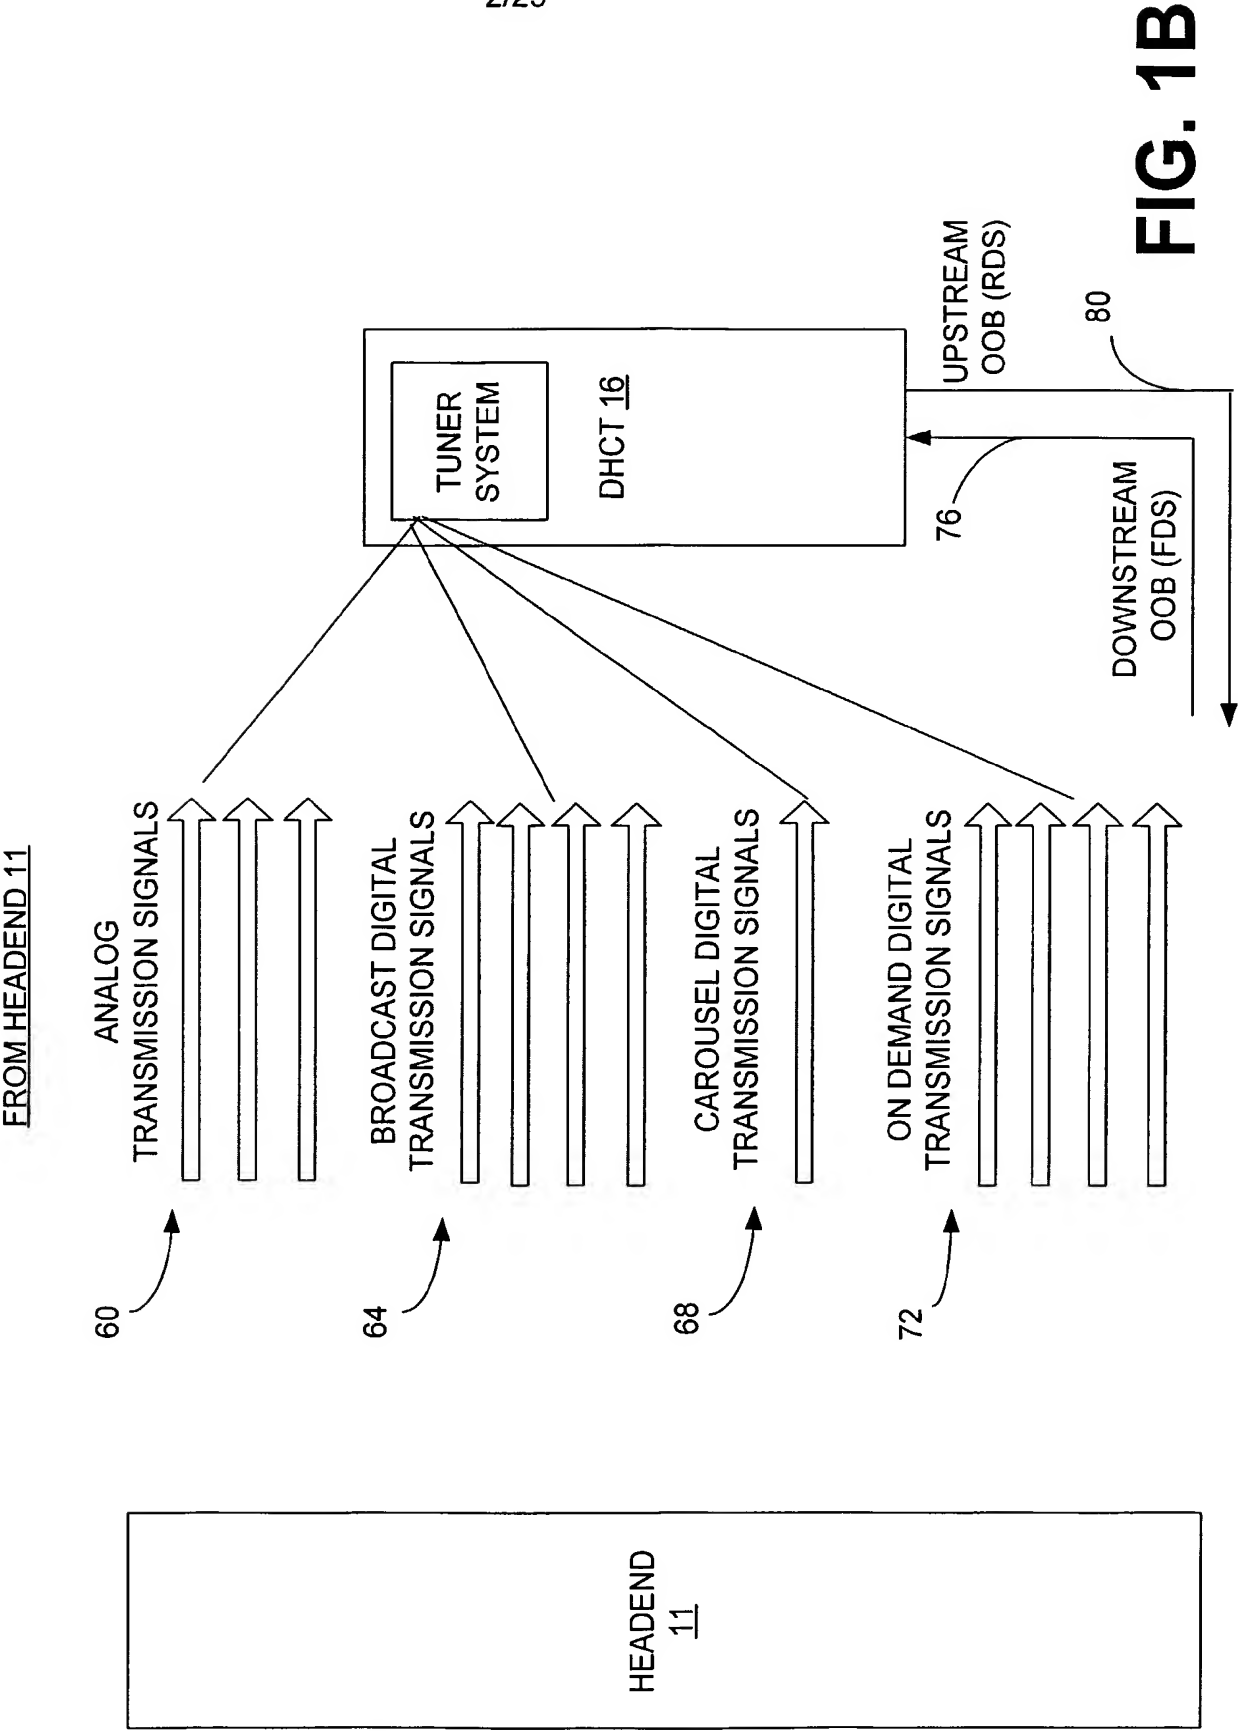 FROM HEADEND 11
ANALOG
TRANSMISSION SIGNALS
60
BROADCAST DIGITAL
TRANSMISSION SIGNALS
64
CAROUSEL DIGITAL
TRANSMISSION SIGNALS
68
ON DEMAND DIGITAL
TRANSMISSION SIGNALS
72
HEADEND
11
TUNER
SYSTEM
DHCT 16
UPSTREAM
OOB (RDS)
80
76
DOWNSTREAM
OOB (FDS)
FIG. 1B